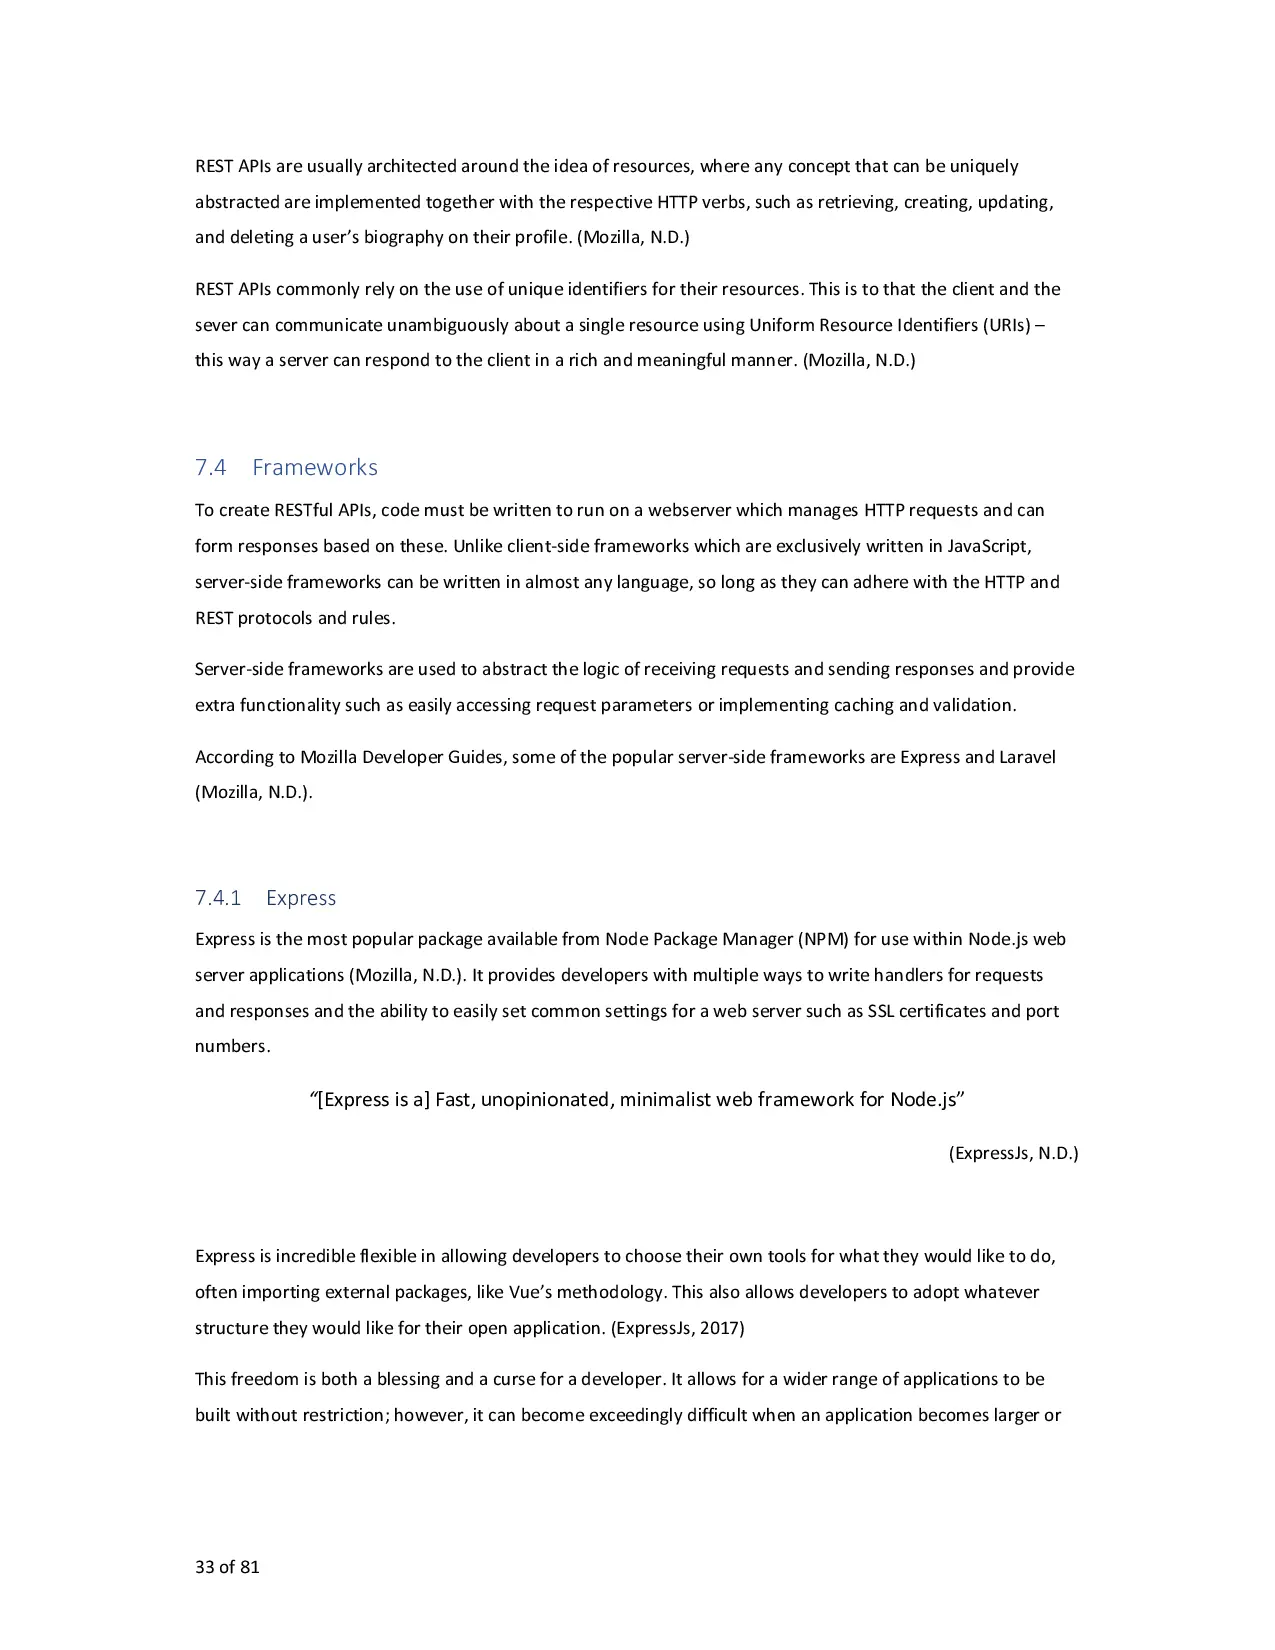 REST APIs are usually architected around the idea of resources, where any concept that can be uniquely
abstracted are implemented together with the respective HTTP verbs, such as retrieving, creating, updating,
and deleting a user’s biography on their profile. (Mozilla, N.D.)
REST APIs commonly rely on the use of unique identifiers for their resources. This is to that the client and the
sever can communicate unambiguously about a single resource using Uniform Resource Identifiers (URIs) –
this way a server can respond to the client in a rich and meaningful manner. (Mozilla, N.D.)
7.4 Frameworks
To create RESTful APIs, code must be written to run on a webserver which manages HTTP requests and can
form responses based on these. Unlike client-side frameworks which are exclusively written in JavaScript,
server-side frameworks can be written in almost any language, so long as they can adhere with the HTTP and
REST protocols and rules.
Server-side frameworks are used to abstract the logic of receiving requests and sending responses and provide
extra functionality such as easily accessing request parameters or implementing caching and validation.
According to Mozilla Developer Guides, some of the popular server-side frameworks are Express and Laravel
(Mozilla, N.D.).
7.4.1 Express
Express is the most popular package available from Node Package Manager (NPM) for use within Node.js web
server applications (Mozilla, N.D.). It provides developers with multiple ways to write handlers for requests
and responses and the ability to easily set common settings for a web server such as SSL certificates and port
numbers.
“[Express is a] Fast, unopinionated, minimalist web framework for Node.js”
(ExpressJs, N.D.)
Express is incredible flexible in allowing developers to choose their own tools for what they would like to do,
often importing external packages, like Vue’s methodology. This also allows developers to adopt whatever
structure they would like for their open application. (ExpressJs, 2017)
This freedom is both a blessing and a curse for a developer. It allows for a wider range of applications to be
built without restriction; however, it can become exceedingly difficult when an application becomes larger or
33 of 81